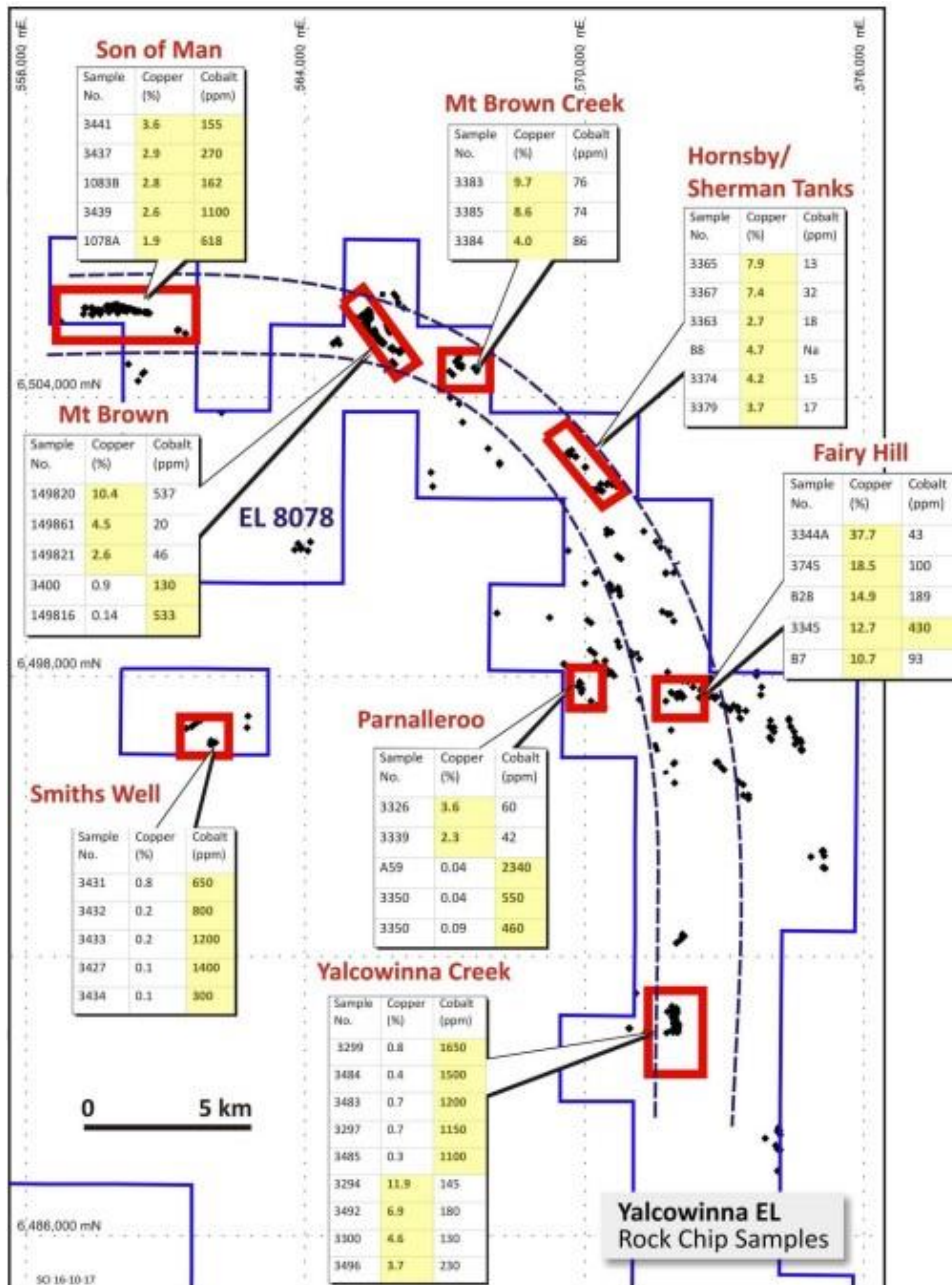 558,000 mE.
564,000 mE.
570,000 mE.
576,000 mE.
Son of Man
Sample No. Copper (%) Cobalt (ppm)
3441 3.6 155
3437 2.9 270
1083B 2.8 162
3439 2.6 1100
1078A 1.9 618
Mt Brown Creek
Sample No. Copper (%) Cobalt (ppm)
3383 9.7 76
3385 8.6 74
3384 4.0 86
Hornsby/
Sherman Tanks
Sample No. Copper (%) Cobalt (ppm)
3365 7.9 13
3367 7.4 32
3363 2.7 18
B8 4.7 Na
3374 4.2 15
3379 3.7 17
6,504,000 mN
Mt Brown
Sample No. Copper (%) Cobalt (ppm)
149820 10.4 537
149861 4.5 20
149821 2.6 46
3400 0.9 130
149816 0.14 533
EL 8078
Fairy Hill
Sample No. Copper (%) Cobalt (ppm)
3344A 37.7 43
3745 18.5 100
B28 14.9 189
3345 12.7 430
B7 10.7 93
6,498,000 mN
Parnalleroo
Sample No. Copper (%) Cobalt (ppm)
3326 3.6 60
3339 2.3 42
A59 0.04 2340
3350 0.04 550
3350 0.09 460
Smiths Well
Sample No. Copper (%) Cobalt (ppm)
3431 0.8 650
3432 0.2 800
3433 0.2 1200
3427 0.1 1400
3434 0.1 300
Yalcowinna Creek
Sample No. Copper (%) Cobalt (ppm)
3299 0.8 1650
3484 0.4 1500
3483 0.7 1200
3297 0.7 1150
3485 0.3 1100
3294 11.9 145
3492 6.9 180
3300 4.6 130
3496 3.7 230
0 5 km
6,486,000 mN
Yalcowinna EL
Rock Chip Samples
SO 16-10-17